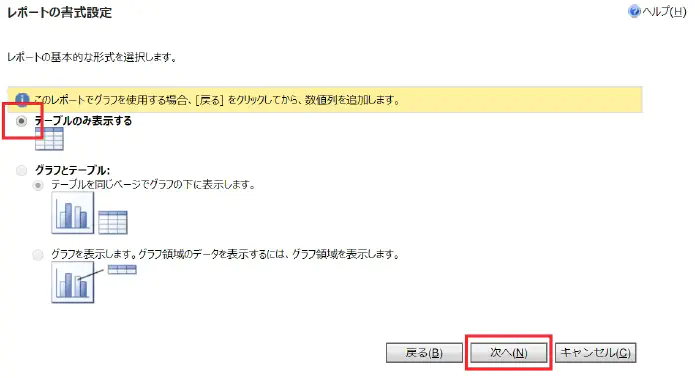 レポートの書式設定
ヘルプ(H)
レポートの基本的な形式を選択します。
このレポートでグラフを使用する場合、[戻る] をクリックしてから、数値列を追加します。
テーブルのみ表示する
グラフとテーブル:
テーブルを同じページでグラフの下に表示します。
グラフを表示します。グラフ領域のデータを表示するには、グラフ領域を表示します。
戻る(B)
次へ(N)
キャンセル(C)